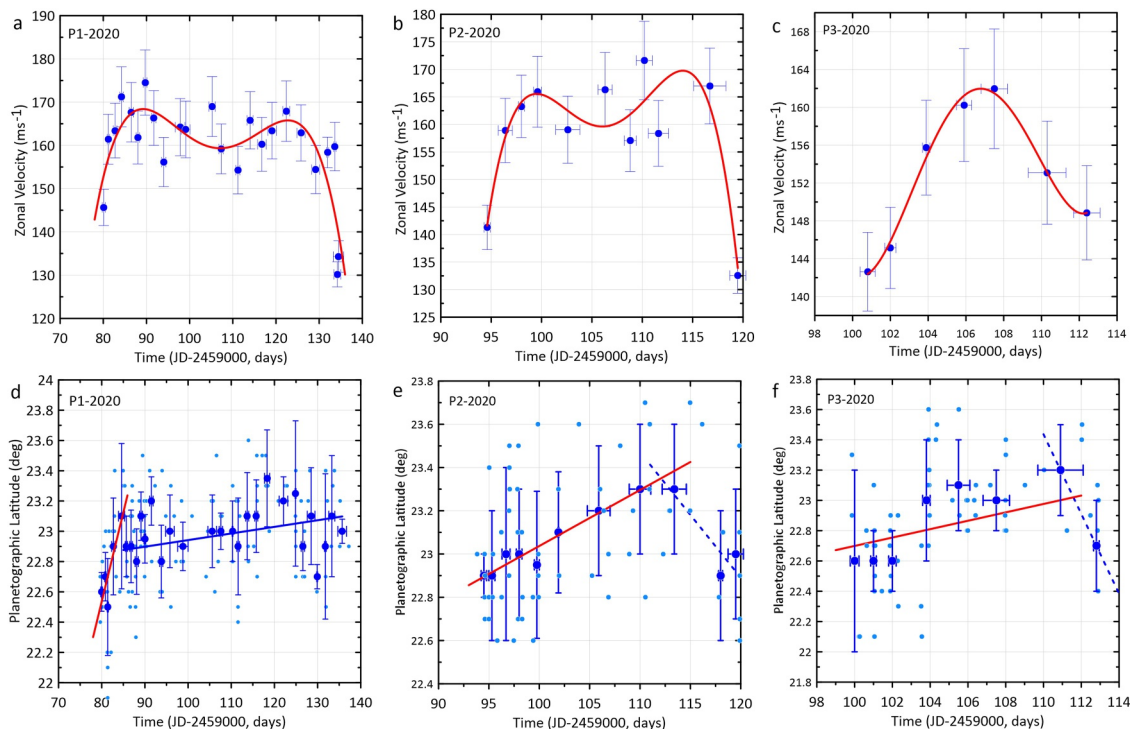 a
P1-2020
180
170
160
150
140
130
120
Zonal Velocity (ms⁻¹)
70 80 90 100 110 120 130 140
Time (JD-2459000, days)
b
P2-2020
180
175
170
165
160
155
150
145
140
135
130
125
Zonal Velocity (ms⁻¹)
95 100 105 110 115 120
Time (JD-2459000, days)
c
P3-2020
168
164
160
156
152
148
144
140
Zonal Velocity (ms⁻¹)
98 100 102 104 106 108 110 112 114
Time (JD-2459000, days)
d
P1-2020
24
23.8
23.6
23.4
23.2
23
22.8
22.6
22.4
22.2
22
Planetographic Latitude (deg)
70 80 90 100 110 120 130 140
Time (JD-2459000, days)
e
P2-2020
23.8
23.6
23.4
23.2
23
22.8
22.6
22.4
Planetographic Latitude (deg)
90 95 100 105 110 115 120
Time (JD-2459000, days)
f
P3-2020
23.8
23.6
23.4
23.2
23
22.8
22.6
22.4
22.2
22
21.8
Planetographic Latitude (deg)
98 100 102 104 106 108 110 112 114
Time (JD-2459000, days)